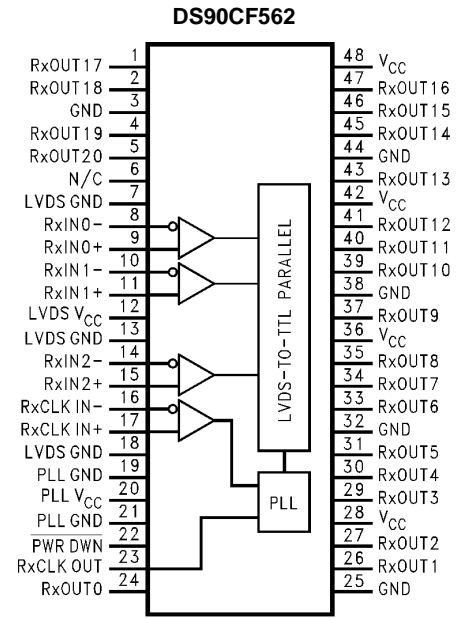 DS90CF562
RxOUT17 1
RxOUT18 2
GND 3
RxOUT19 4
RxOUT20 5
N/C 6
LVDS GND 7
RxIN0- 8
RxIN0+ 9
RxIN1- 10
RxIN1+ 11
LVDS VCC 12
LVDS GND 13
RxIN2- 14
RxIN2+ 15
RxCLK IN- 16
RxCLK IN+ 17
LVDS GND 18
PLL GND 19
PLL VCC 20
PLL GND 21
PWR DWN 22
RxCLK OUT 23
RxOUT0 24
LVDS-TO-TTL PARALLEL
PLL
48 VCC
47 RxOUT16
46 RxOUT15
45 RxOUT14
44 GND
43 RxOUT13
42 VCC
41 RxOUT12
40 RxOUT11
39 RxOUT10
38 GND
37 RxOUT9
36 VCC
35 RxOUT8
34 RxOUT7
33 RxOUT6
32 GND
31 RxOUT5
30 RxOUT4
29 RxOUT3
28 VCC
27 RxOUT2
26 RxOUT1
25 GND